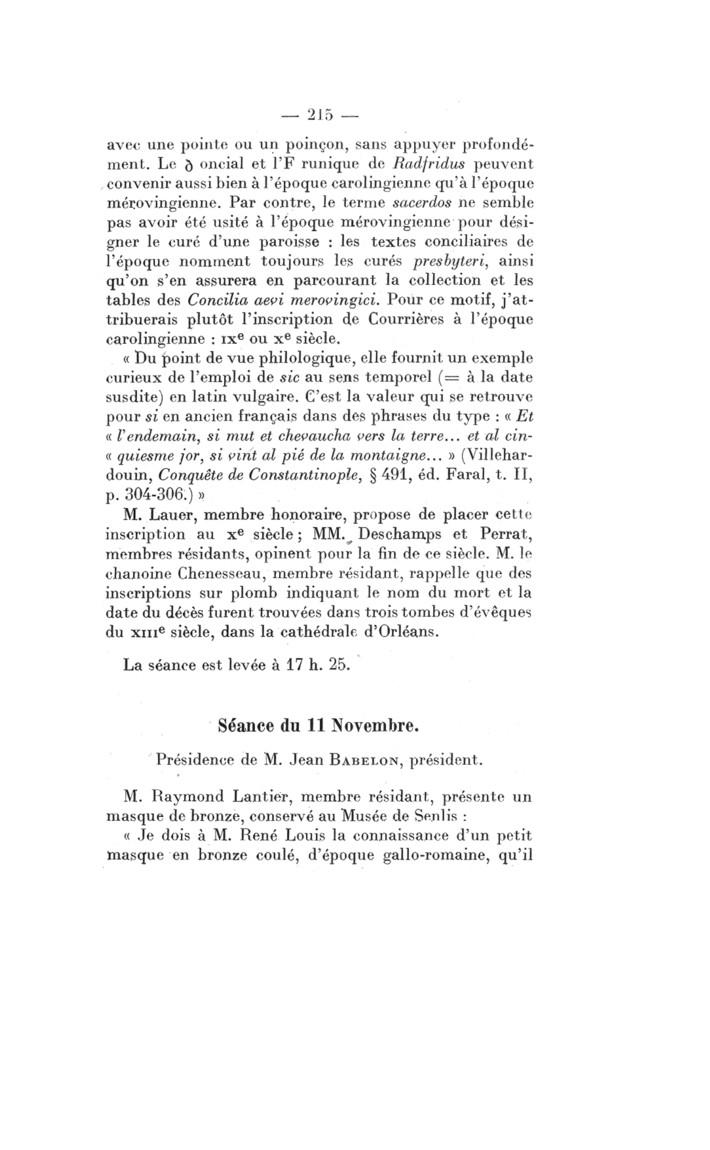 — 215 —
avec une pointe ou un poinçon, sans appuyer profondé-
ment. Le ꝺ oncial et l'F runique de Radfridus peuvent
convenir aussi bien à l'époque carolingienne qu'à l'époque
mérovingienne. Par contre, le terme sacerdos ne semble
pas avoir été usité à l'époque mérovingienne pour dési-
gner le curé d'une paroisse : les textes conciliaires de
l'époque nomment toujours les curés presbyteri, ainsi
qu'on s'en assurera en parcourant la collection et les
tables des Concilia aevi merovingici. Pour ce motif, j'at-
tribuerais plutôt l'inscription de Courrières à l'époque
carolingienne : IXe ou Xe siècle.
« Du point de vue philologique, elle fournit un exemple
curieux de l'emploi de sic au sens temporel (= à la date
susdite) en latin vulgaire. C'est la valeur qui se retrouve
pour si en ancien français dans des phrases du type : « Et
« l'endemain, si mut et chevaucha vers la terre... et al cin-
« quiesme jor, si vint al pié de la montaigne... » (Villehar-
douin, Conquête de Constantinople, § 491, éd. Faral, t. II,
p. 304-306.) »
M. Lauer, membre honoraire, propose de placer cette
inscription au Xe siècle ; MM. Deschamps et Perrat,
membres résidants, opinent pour la fin de ce siècle. M. le
chanoine Chenesseau, membre résidant, rappelle que des
inscriptions sur plomb indiquant le nom du mort et la
date du décès furent trouvées dans trois tombes d'évêques
du XIIIe siècle, dans la cathédrale d'Orléans.
La séance est levée à 17 h. 25.
Séance du 11 Novembre.
Présidence de M. Jean BABELON, président.
M. Raymond Lantier, membre résidant, présente un
masque de bronze, conservé au Musée de Senlis :
« Je dois à M. René Louis la connaissance d'un petit
masque en bronze coulé, d'époque gallo-romaine, qu'il